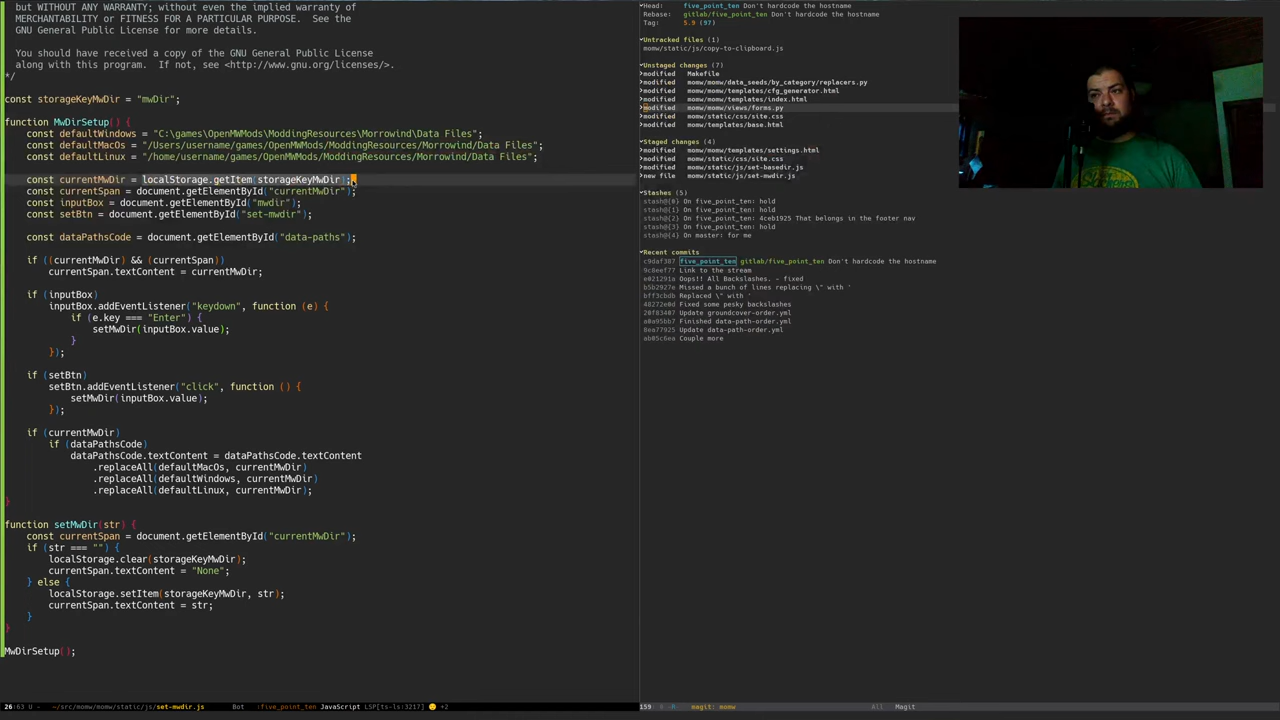 but WITHOUT ANY WARRANTY; without even the implied warranty of
MERCHANTABILITY or FITNESS FOR A PARTICULAR PURPOSE.  See the
GNU General Public License for more details.
You should have received a copy of the GNU General Public License
along with this program.  If not, see <http://www.gnu.org/licenses/>.
*/
const storageKeyMwDir = "mwDir";
function MwDirSetup() {
const defaultWindows = "C:\games\OpenMWMods\ModdingResources\Morrowind\Data Files";
const defaultMacOs = "/Users/username/games/OpenMWMods/ModdingResources/Morrowind/Data Files";
const defaultLinux = "/home/username/games/OpenMWMods/ModdingResources/Morrowind/Data Files";
const currentMwDir = localStorage.getItem(storageKeyMwDir);
const currentSpan = document.getElementById("currentMwDir");
const inputBox = document.getElementById("mwdir");
const setBtn = document.getElementById("set-mwdir");
const dataPathsCode = document.getElementById("data-paths");
if ((currentMwDir) && (currentSpan))
currentSpan.textContent = currentMwDir;
if (inputBox)
inputBox.addEventListener("keydown", function (e) {
if (e.key === "Enter") {
setMwDir(inputBox.value);
}
});
if (setBtn)
setBtn.addEventListener("click", function () {
setMwDir(inputBox.value);
});
if (currentMwDir)
if (dataPathsCode)
dataPathsCode.textContent = dataPathsCode.textContent
.replaceAll(defaultMacOs, currentMwDir)
.replaceAll(defaultWindows, currentMwDir)
.replaceAll(defaultLinux, currentMwDir);
}
function setMwDir(str) {
const currentSpan = document.getElementById("currentMwDir");
if (str === "") {
localStorage.clear(storageKeyMwDir);
currentSpan.textContent = "None";
} else {
localStorage.setItem(storageKeyMwDir, str);
currentSpan.textContent = str;
}
}
MwDirSetup();
26:63 U -  ~/src/momw/momw/static/js/set-mwdir.js  Bot  :five_point_ten JavaScript LSP[ts-ls:3217] +2
Head: five_point_ten Don't hardcode the hostname
Rebase: gitlab/five_point_ten Don't hardcode the hostname
Tag: 5.9 (97)
Untracked files (1)
momw/static/js/copy-to-clipboard.js
Unstaged changes (7)
modified Makefile
modified momw/momw/data_seeds/by_category/replacers.py
modified momw/momw/templates/cfg_generator.html
modified momw/momw/templates/index.html
modified momw/momw/views/forms.py
modified momw/static/css/site.css
modified momw/templates/base.html
Staged changes (4)
modified momw/momw/templates/settings.html
modified momw/static/css/site.css
modified momw/static/js/set-basedir.js
new file momw/static/js/set-mwdir.js
Stashes (5)
stash@{0} On five_point_ten: hold
stash@{1} On five_point_ten: hold
stash@{2} On five_point_ten: 4ceb1925 That belongs in the footer nav
stash@{3} On five_point_ten: hold
stash@{4} On master: for me
Recent commits
c9daf387 five_point_ten gitlab/five_point_ten Don't hardcode the hostname
9c8eef77 Link to the stream
e021291a Oops!! All Backslashes. - fixed
b5b2927e Missed a bunch of lines replacing \" with '
bff3cbdb Replaced \" with '
48272e0d Fixed some pesky backslashes
20f83407 Update groundcover-order.yml
a0a95bb7 Finished data-path-order.yml
8ea77925 Update data-path-order.yml
ab05c6ea Couple more
magit: momw  All  Magit